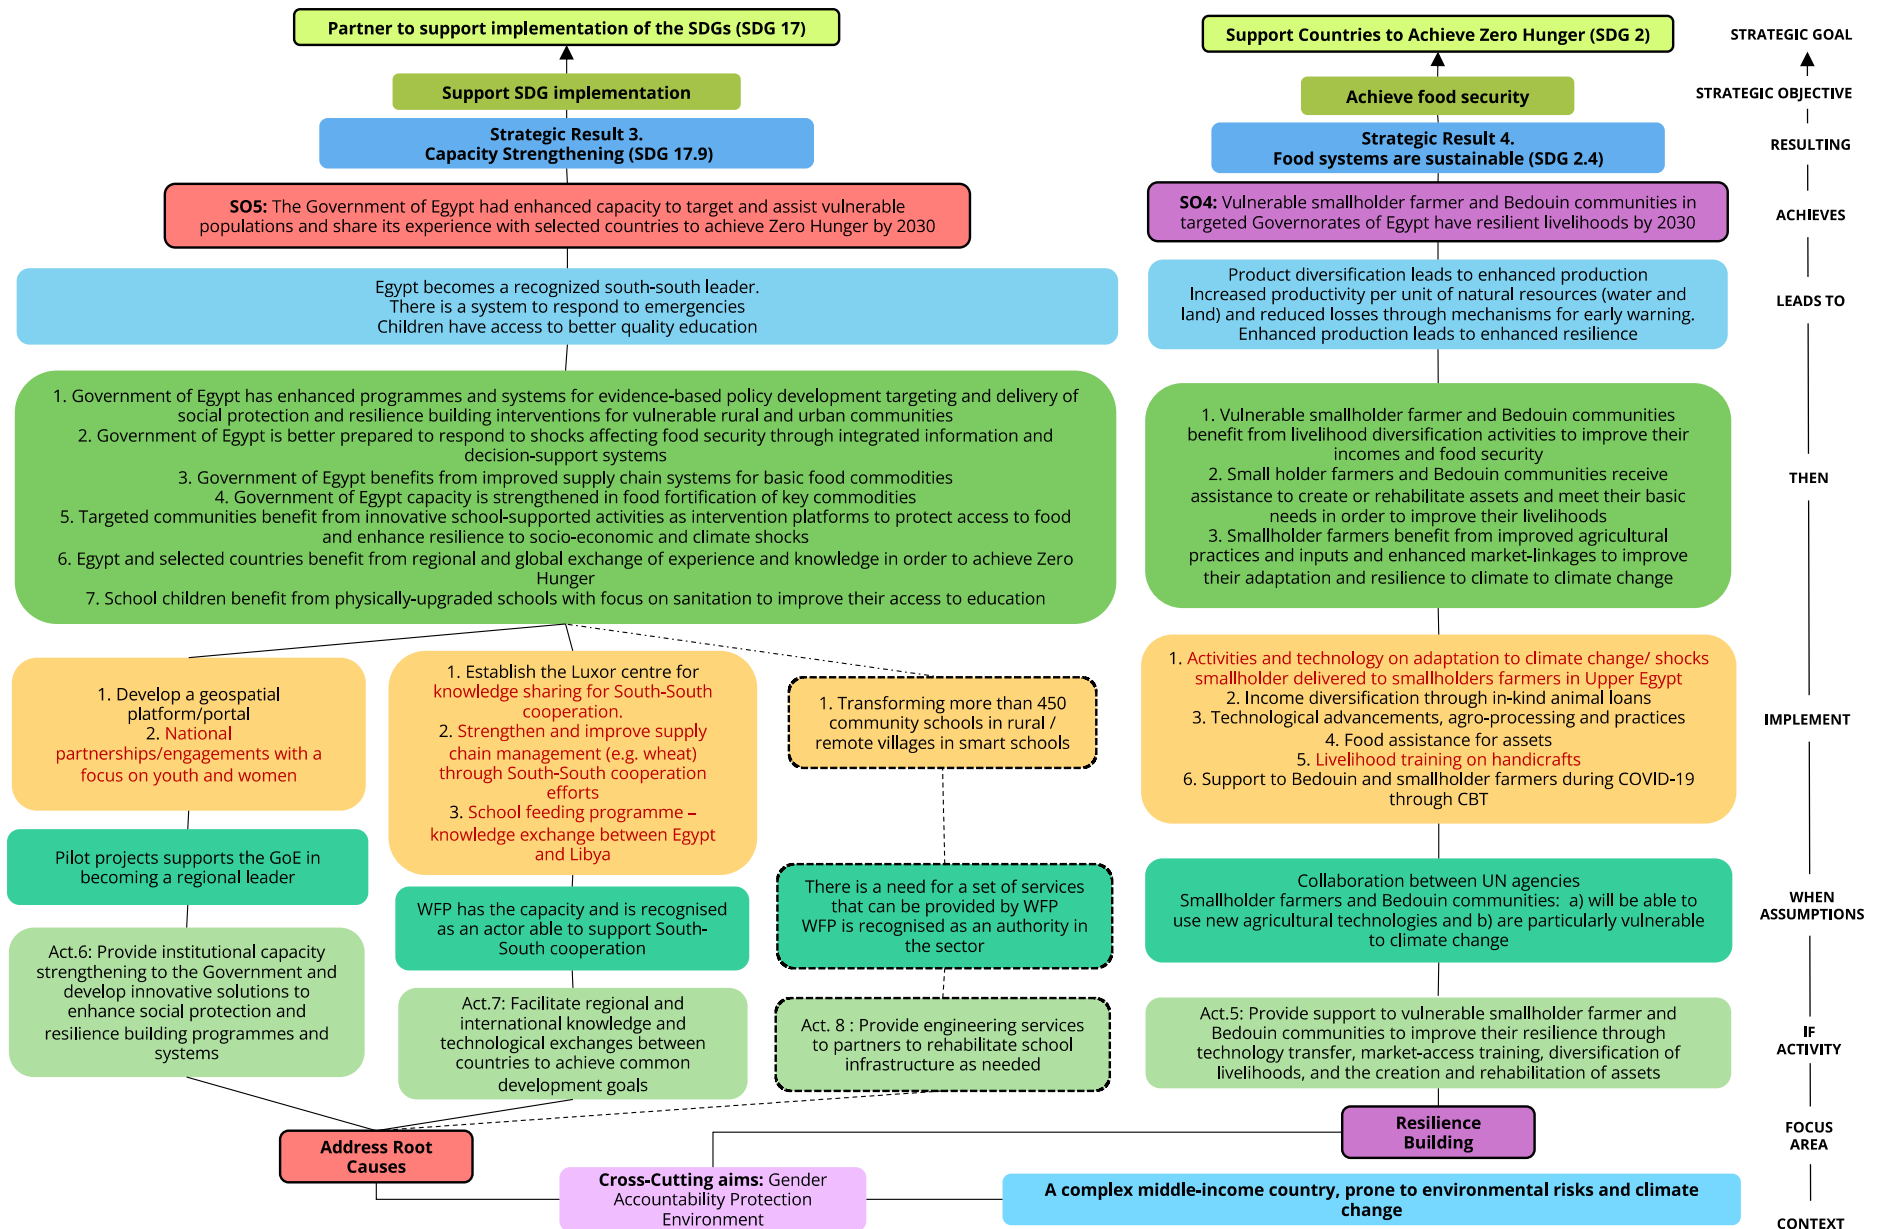 Partner to support implementation of the SDGs (SDG 17)
Support SDG implementation
Strategic Result 3.
Capacity Strengthening (SDG 17.9)
SO5: The Government of Egypt had enhanced capacity to target and assist vulnerable
populations and share its experience with selected countries to achieve Zero Hunger by 2030
Egypt becomes a recognized south-south leader.
There is a system to respond to emergencies
Children have access to better quality education
1. Government of Egypt has enhanced programmes and systems for evidence-based policy development targeting and delivery of
social protection and resilience building interventions for vulnerable rural and urban communities
2. Government of Egypt is better prepared to respond to shocks affecting food security through integrated information and
decision-support systems
3. Government of Egypt benefits from improved supply chain systems for basic food commodities
4. Government of Egypt capacity is strengthened in food fortification of key commodities
5. Targeted communities benefit from innovative school-supported activities as intervention platforms to protect access to food
and enhance resilience to socio-economic and climate shocks
6. Egypt and selected countries benefit from regional and global exchange of experience and knowledge in order to achieve Zero
Hunger
7. School children benefit from physically-upgraded schools with focus on sanitation to improve their access to education
1. Develop a geospatial
platform/portal
2. National
partnerships/engagements with a
focus on youth and women
Pilot projects supports the GoE in
becoming a regional leader
Act.6: Provide institutional capacity
strengthening to the Government and
develop innovative solutions to
enhance social protection and
resilience building programmes and
systems
1. Establish the Luxor centre for
knowledge sharing for South-South
cooperation.
2. Strengthen and improve supply
chain management (e.g. wheat)
through South-South cooperation
efforts
3. School feeding programme –
knowledge exchange between Egypt
and Libya
WFP has the capacity and is recognised
as an actor able to support South-
South cooperation
Act.7: Facilitate regional and
international knowledge and
technological exchanges between
countries to achieve common
development goals
1. Transforming more than 450
community schools in rural /
remote villages in smart schools
There is a need for a set of services
that can be provided by WFP
WFP is recognised as an authority in
the sector
Act. 8 : Provide engineering services
to partners to rehabilitate school
infrastructure as needed
Address Root
Causes
Support Countries to Achieve Zero Hunger (SDG 2)
Achieve food security
Strategic Result 4.
Food systems are sustainable (SDG 2.4)
SO4: Vulnerable smallholder farmer and Bedouin communities in
targeted Governorates of Egypt have resilient livelihoods by 2030
Product diversification leads to enhanced production
Increased productivity per unit of natural resources (water and
land) and reduced losses through mechanisms for early warning.
Enhanced production leads to enhanced resilience
1. Vulnerable smallholder farmer and Bedouin communities
benefit from livelihood diversification activities to improve their
incomes and food security
2. Small holder farmers and Bedouin communities receive
assistance to create or rehabilitate assets and meet their basic
needs in order to improve their livelihoods
3. Smallholder farmers benefit from improved agricultural
practices and inputs and enhanced market-linkages to improve
their adaptation and resilience to climate to climate change
1. Activities and technology on adaptation to climate change/ shocks
smallholder delivered to smallholders farmers in Upper Egypt
2. Income diversification through in-kind animal loans
3. Technological advancements, agro-processing and practices
4. Food assistance for assets
5. Livelihood training on handicrafts
6. Support to Bedouin and smallholder farmers during COVID-19
through CBT
Collaboration between UN agencies
Smallholder farmers and Bedouin communities: a) will be able to
use new agricultural technologies and b) are particularly vulnerable
to climate change
Act.5: Provide support to vulnerable smallholder farmer and
Bedouin communities to improve their resilience through
technology transfer, market-access training, diversification of
livelihoods, and the creation and rehabilitation of assets
Resilience
Building
Cross-Cutting aims: Gender
Accountability Protection
Environment
A complex middle-income country, prone to environmental risks and climate
change
STRATEGIC GOAL
STRATEGIC OBJECTIVE
RESULTING
ACHIEVES
LEADS TO
THEN
IMPLEMENT
WHEN
ASSUMPTIONS
IF
ACTIVITY
FOCUS
AREA
CONTEXT